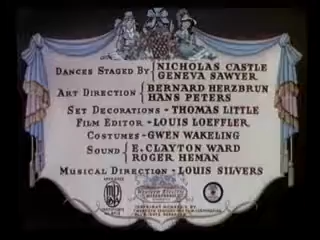 DANCES STAGED BY { NICHOLAS CASTLE
GENEVA SAWYER
ART DIRECTION { BERNARD HERZBRUN
HANS PETERS
SET DECORATIONS - THOMAS LITTLE
FILM EDITOR - LOUIS LOEFFLER
COSTUMES - GWEN WAKELING
SOUND { E. CLAYTON WARD
ROGER HEMAN
MUSICAL DIRECTION - LOUIS SILVERS